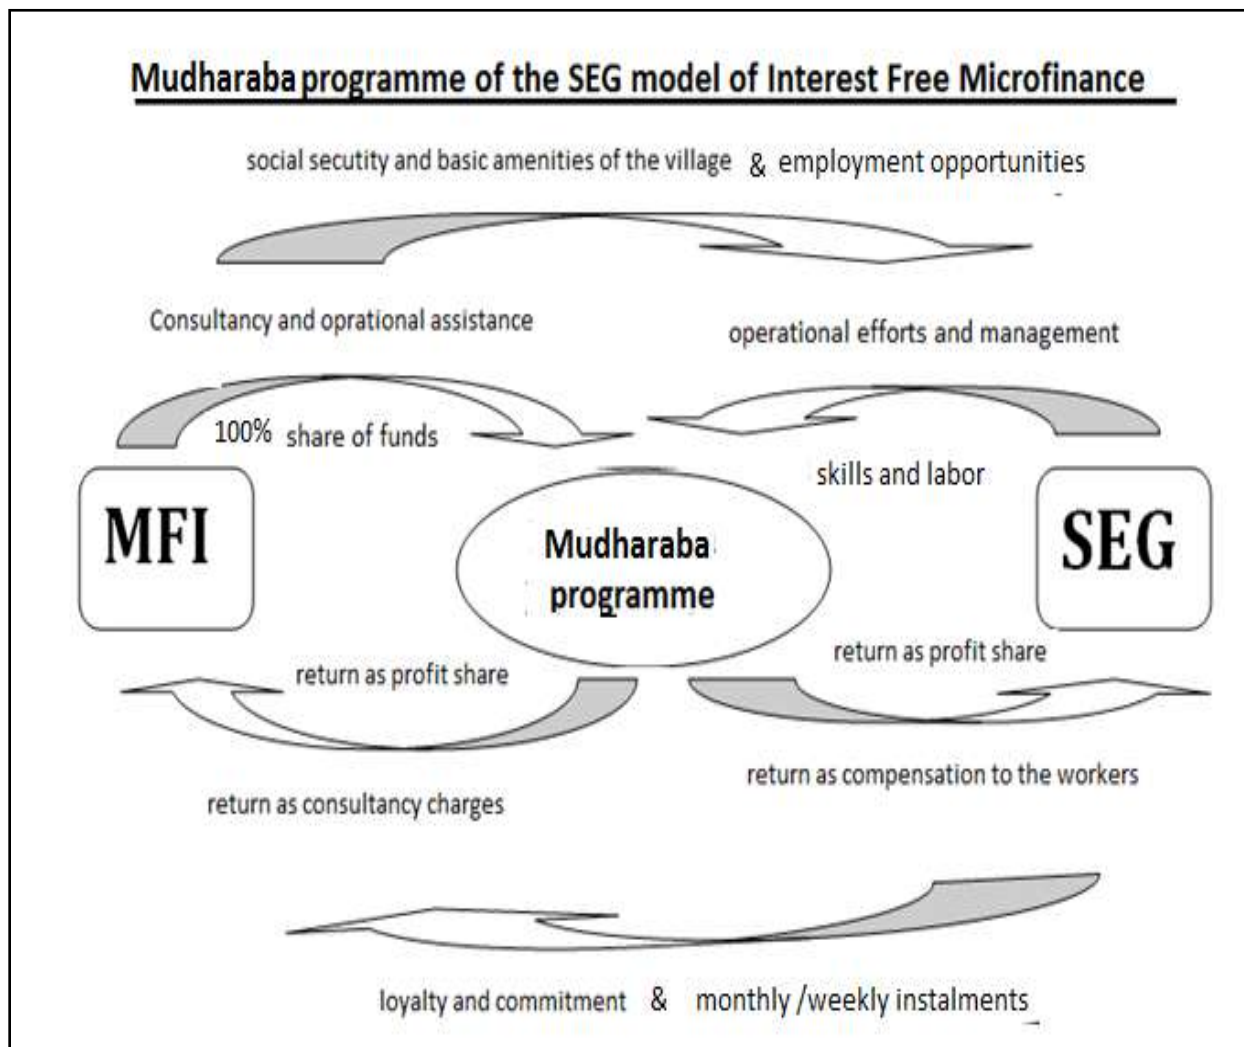 Mudharaba programme of the SEG model of Interest Free Microfinance
social secutity and basic amenities of the village & employment opportunities
Consultancy and oprational assistance
operational efforts and management
100% share of funds
skills and labor
MFI
Mudharaba
programme
SEG
return as profit share
return as profit share
return as consultancy charges
return as compensation to the workers
loyalty and commitment & monthly /weekly instalments